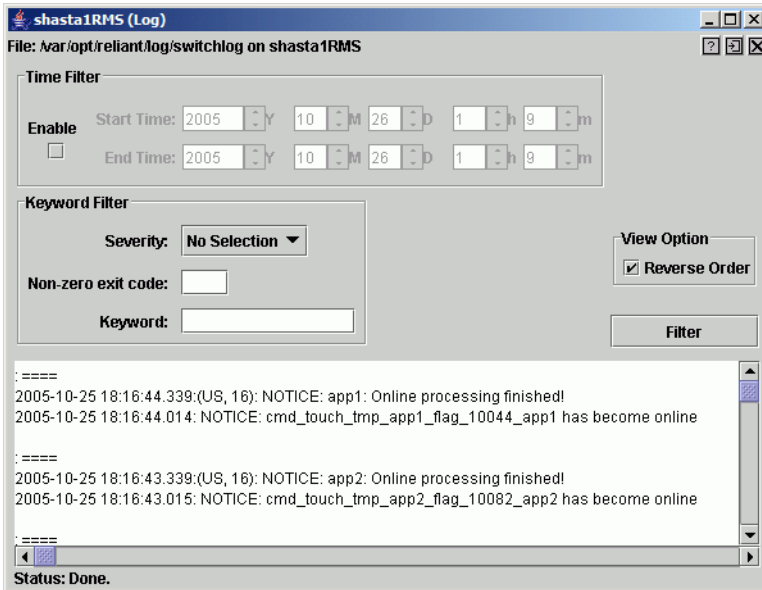 shasta1RMS (Log)
File: /var/opt/reliant/log/switchlog on shasta1RMS
Time Filter
Enable
Start Time: 2005 Y 10 M 26 D 1 h 9 m
End Time: 2005 Y 10 M 26 D 1 h 9 m
Keyword Filter
Severity: No Selection
Non-zero exit code:
Keyword:
View Option
Reverse Order
Filter
: ====
2005-10-25 18:16:44.339:(US, 16): NOTICE: app1: Online processing finished!
2005-10-25 18:16:44.014: NOTICE: cmd_touch_tmp_app1_flag_10044_app1 has become online
: ====
2005-10-25 18:16:43.339:(US, 16): NOTICE: app2: Online processing finished!
2005-10-25 18:16:43.015: NOTICE: cmd_touch_tmp_app2_flag_10082_app2 has become online
: ====
Status: Done.